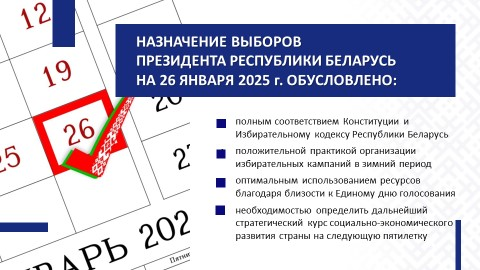 12
19
26
25
2
НАЗНАЧЕНИЕ ВЫБОРОВ
ПРЕЗИДЕНТА РЕСПУБЛИКИ БЕЛАРУСЬ
НА 26 ЯНВАРЯ 2025 г. ОБУСЛОВЛЕНО:
полным соответствием Конституции и
Избирательному кодексу Республики Беларусь
положительной практикой организации
избирательных кампаний в зимний период
оптимальным использованием ресурсов
благодаря близости к Единому дню голосования
необходимостью определить дальнейший
стратегический курс социально-экономического
развития страны на следующую пятилетку